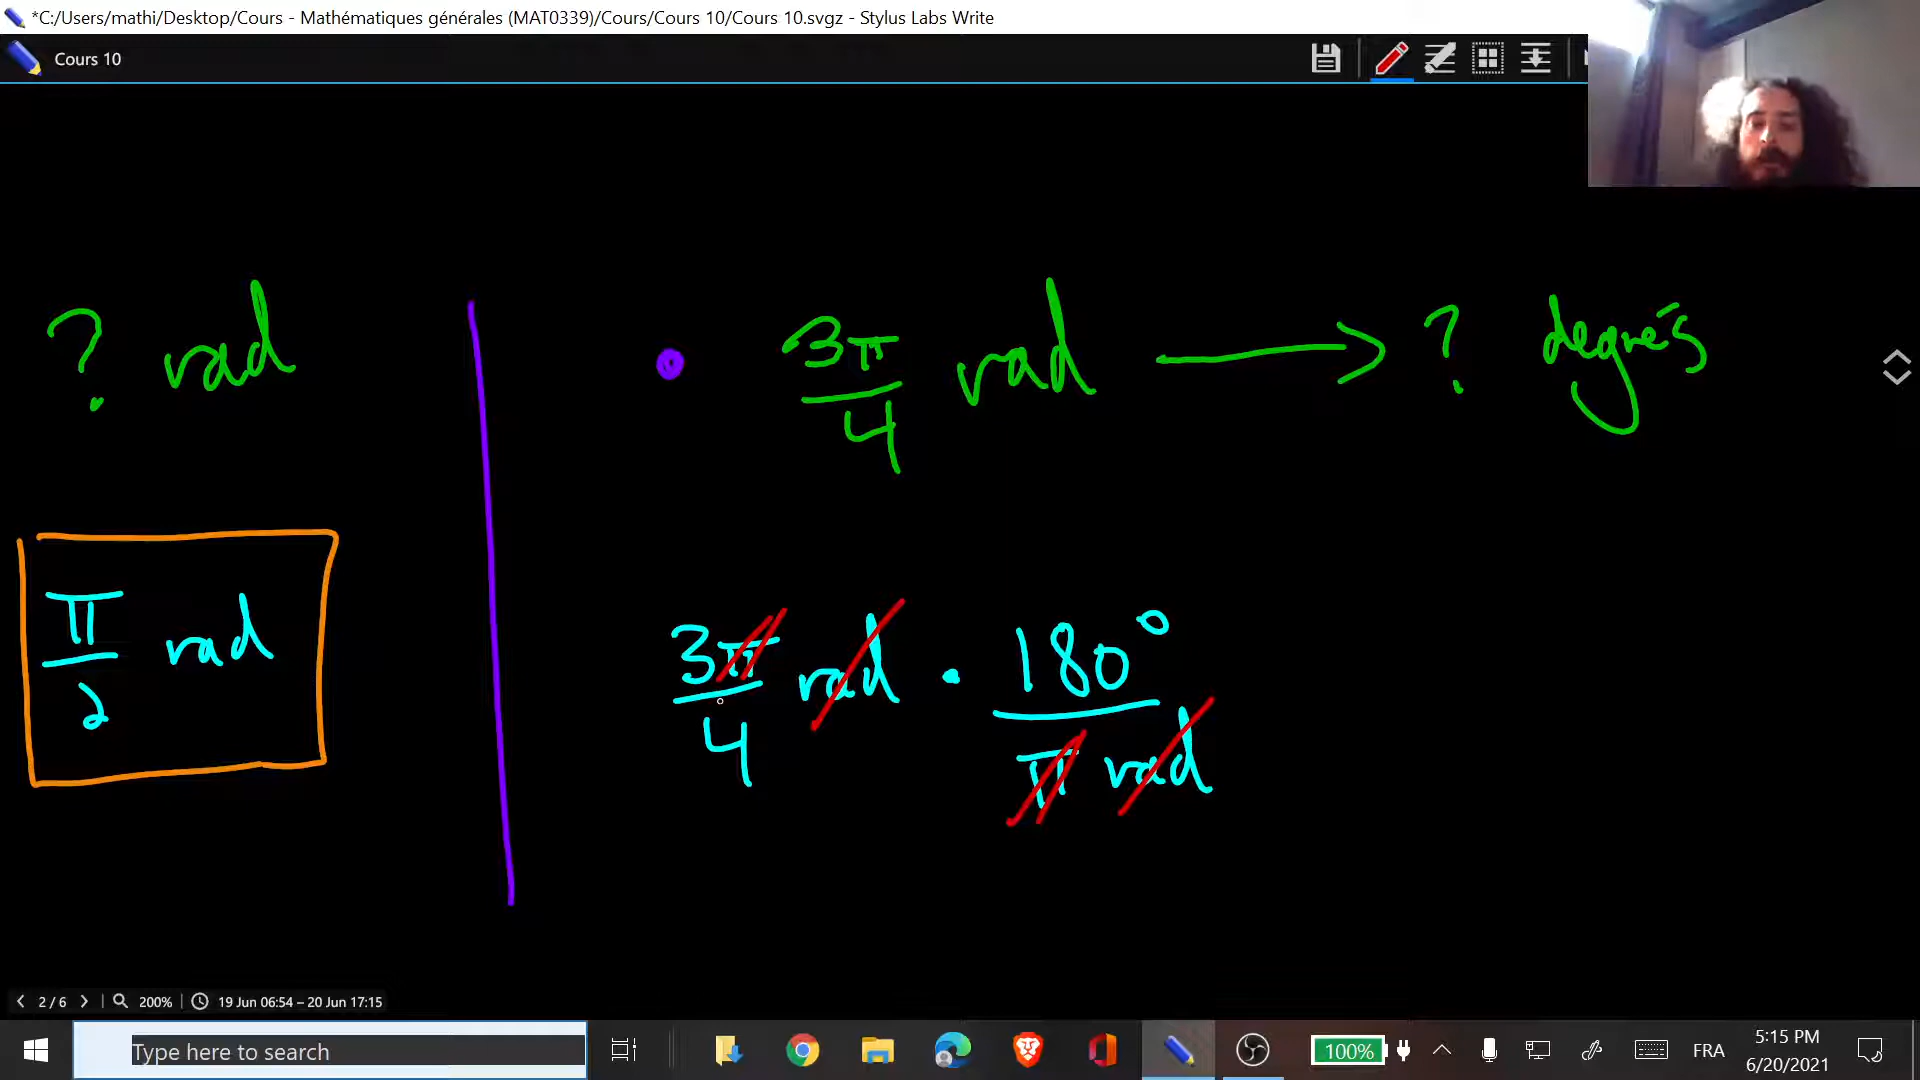 *C:/Users/mathi/Desktop/Cours - Mathématiques générales (MAT0339)/Cours/Cours 10/Cours 10.svgz - Stylus Labs Write
Cours 10
? rad
3π/4 rad → ? degrés
π/2 rad
3π/4 rad · 180°/π rad
2 / 6 200% 19 Jun 06:54 – 20 Jun 17:15
Type here to search
100%
FRA
5:15 PM
6/20/2021